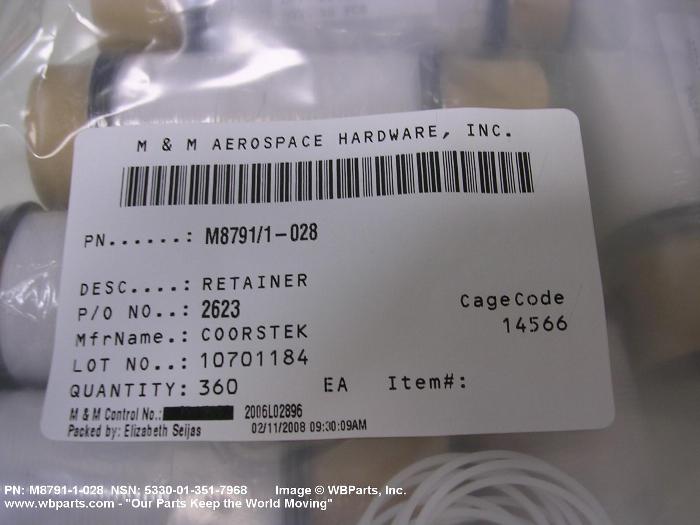 M & M AEROSPACE HARDWARE, INC.
PN......: M8791/1-028
DESC....: RETAINER
P/O NO..: 2623
CageCode
MfrName.: COORSTEK
14566
LOT NO..: 10701184
QUANTITY: 360 EA Item#:
M & M Control No.: 2006L02896
Packed by: Elizabeth Seijas 02/11/2008 09:30:09AM
PN: M8791-1-028 NSN: 5330-01-351-7968 Image © WBParts, Inc.
www.wbparts.com - "Our Parts Keep the World Moving"